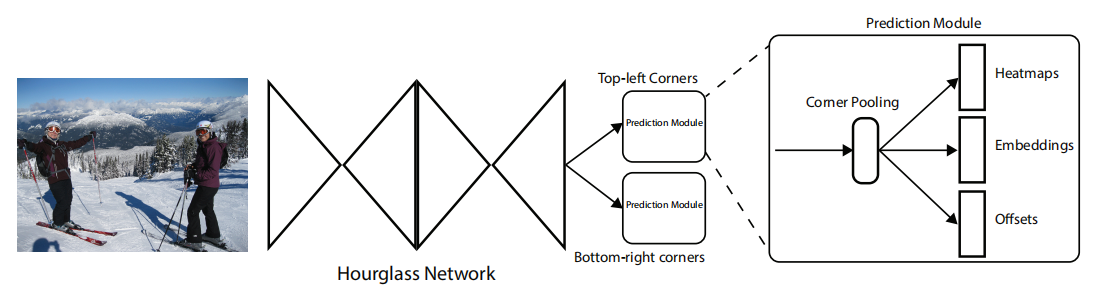 Prediction Module
Top-left Corners
Prediction Module
Corner Pooling
Heatmaps
Embeddings
Offsets
Prediction Module
Bottom-right corners
Hourglass Network